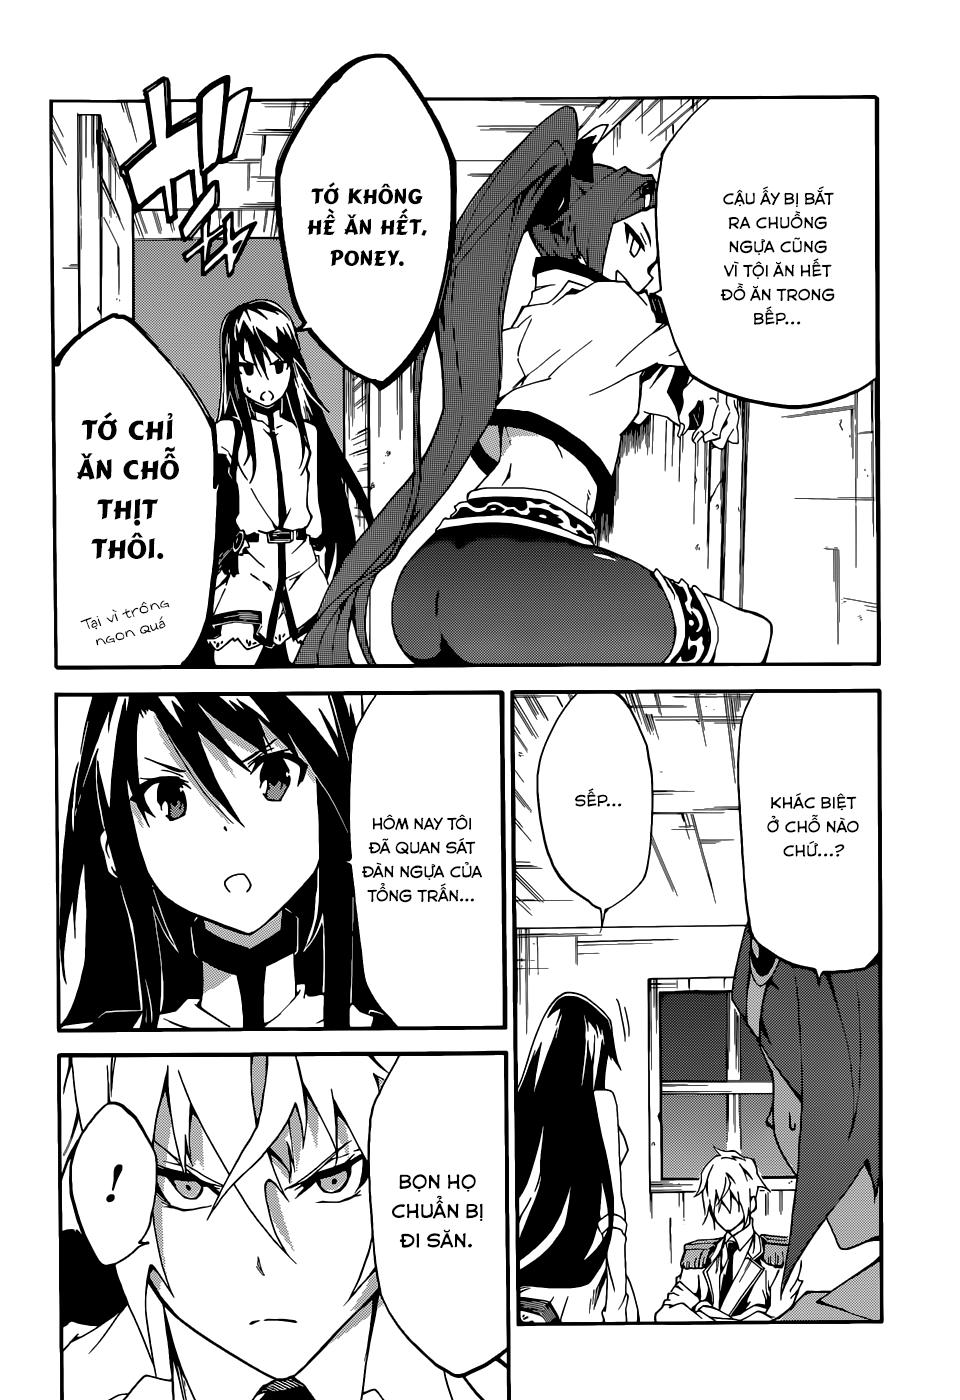 CẬU ẤY BỊ BẮT
RA CHUỒNG
NGỰA CŨNG
VÌ TỘI ĂN HẾT
ĐỒ ĂN TRONG
BẾP...
TỚ KHÔNG
HỀ ĂN HẾT,
PONEY.
TỚ CHỈ
ĂN CHỖ
THỊT
THÔI.
Tại vì trông
ngon quá
KHÁC BIỆT
Ở CHỖ NÀO
CHỨ...?
SẾP...
HÔM NAY TÔI
ĐÃ QUAN SÁT
ĐÀN NGỰA CỦA
TỔNG TRẤN...
BỌN HỌ
CHUẨN BỊ
ĐI SĂN.
!